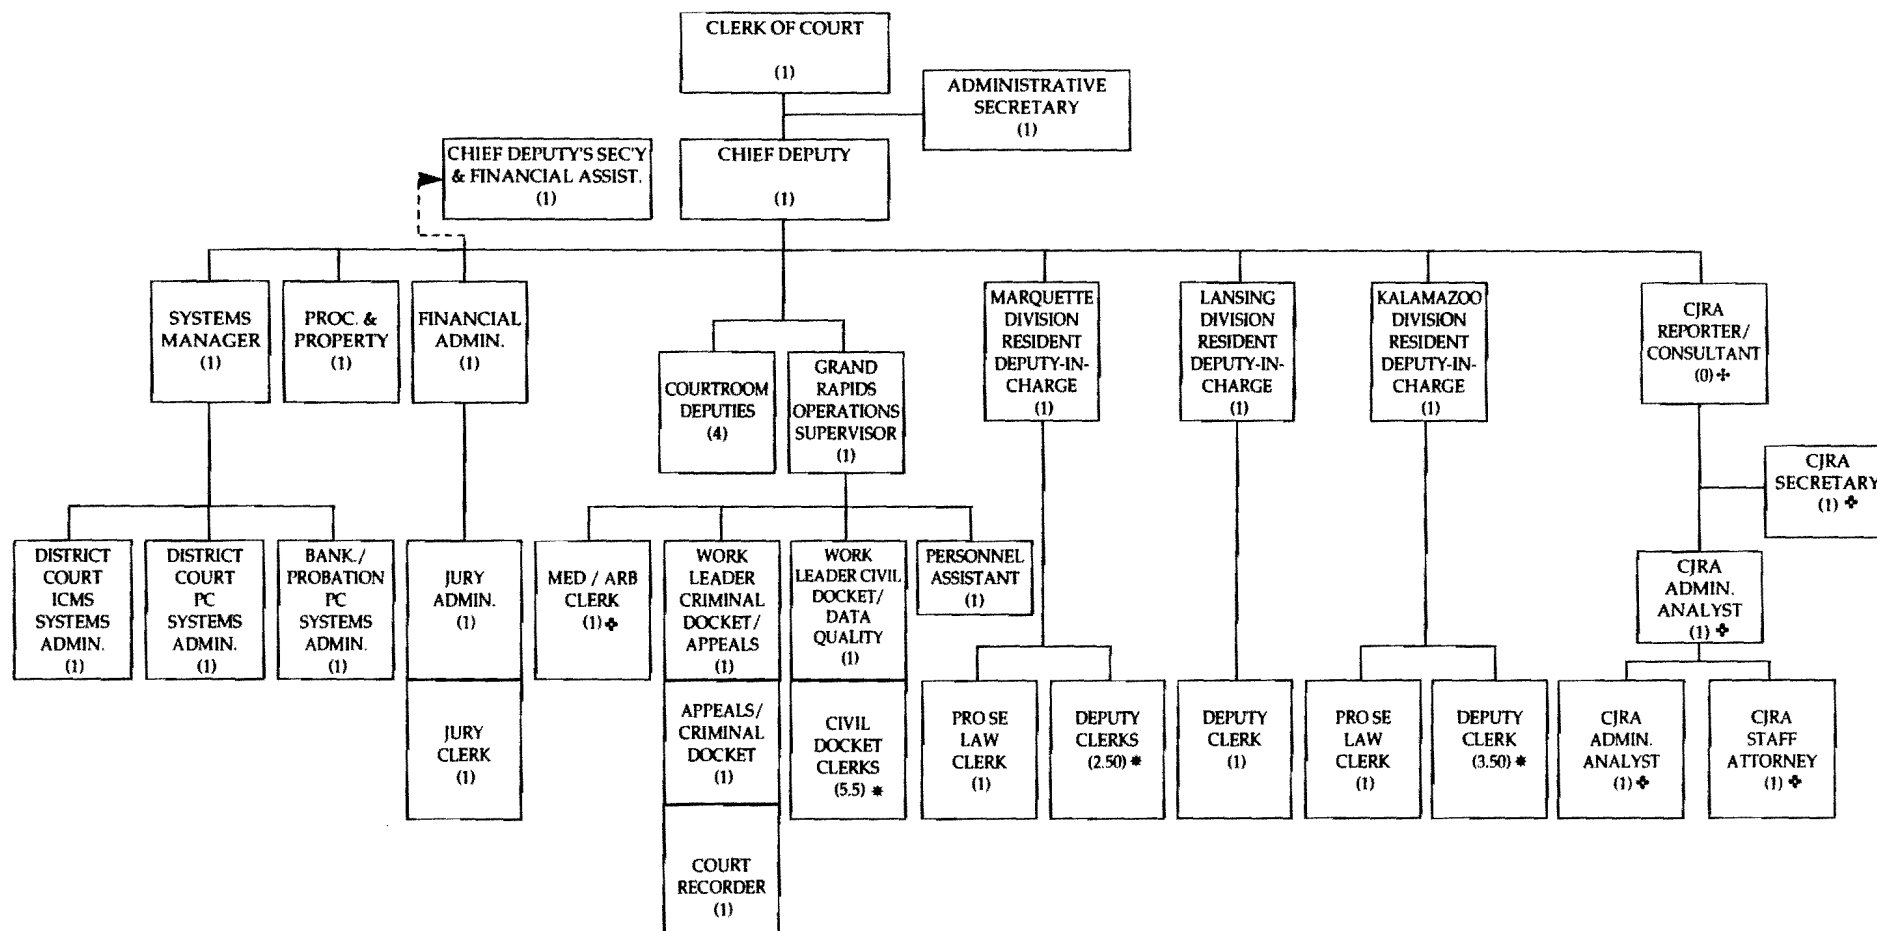 CLERK OF COURT
(1)
ADMINISTRATIVE
SECRETARY
(1)
CHIEF DEPUTY'S SEC'Y
& FINANCIAL ASSIST.
(1)
CHIEF DEPUTY
(1)
SYSTEMS
MANAGER
(1)
PROC. &
PROPERTY
(1)
FINANCIAL
ADMIN.
(1)
COURTROOM
DEPUTIES
(4)
GRAND
RAPIDS
OPERATIONS
SUPERVISOR
(1)
MARQUETTE
DIVISION
RESIDENT
DEPUTY-IN-
CHARGE
(1)
LANSING
DIVISION
RESIDENT
DEPUTY-IN-
CHARGE
(1)
KALAMAZOO
DIVISION
RESIDENT
DEPUTY-IN-
CHARGE
(1)
CJRA
REPORTER/
CONSULTANT
(0) ✢
CJRA
SECRETARY
(1) ✤
DISTRICT
COURT
ICMS
SYSTEMS
ADMIN.
(1)
DISTRICT
COURT
PC
SYSTEMS
ADMIN.
(1)
BANK./
PROBATION
PC
SYSTEMS
ADMIN.
(1)
JURY
ADMIN.
(1)
MED / ARB
CLERK
(1) ✤
WORK
LEADER
CRIMINAL
DOCKET/
APPEALS
(1)
WORK
LEADER CIVIL
DOCKET/
DATA
QUALITY
(1)
PERSONNEL
ASSISTANT
(1)
CJRA
ADMIN.
ANALYST
(1) ✤
JURY
CLERK
(1)
APPEALS/
CRIMINAL
DOCKET
(1)
CIVIL
DOCKET
CLERKS
(5.5) *
PRO SE
LAW
CLERK
(1)
DEPUTY
CLERKS
(2.50) *
DEPUTY
CLERK
(1)
PRO SE
LAW
CLERK
(1)
DEPUTY
CLERK
(3.50) *
CJRA
ADMIN.
ANALYST
(1) ✤
CJRA
STAFF
ATTORNEY
(1) ✤
COURT
RECORDER
(1)